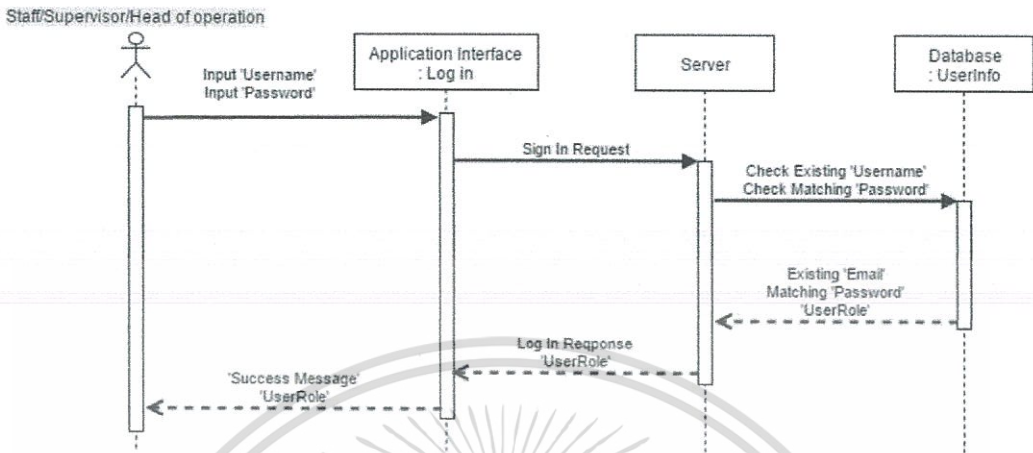 Staff/Supervisor/Head of operation
Application Interface
: Log in
Server
Database
: UserInfo
Input 'Username'
Input 'Password'
Sign In Request
Check Existing 'Username'
Check Matching 'Password'
Existing 'Email'
Matching 'Password'
'UserRole'
Log In Reqponse
'UserRole'
'Success Message'
'UserRole'